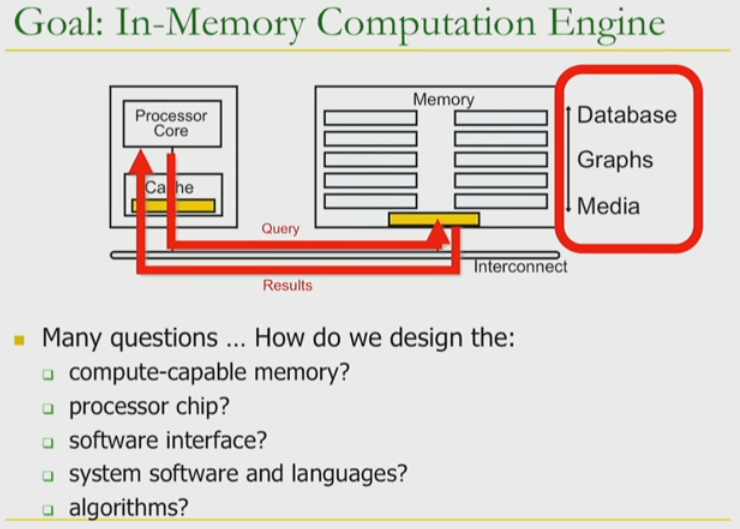 Goal: In-Memory Computation Engine
Processor
Core
Cache
Memory
Database
Graphs
Media
Query
Interconnect
Results
Many questions ... How do we design the:
compute-capable memory?
processor chip?
software interface?
system software and languages?
algorithms?